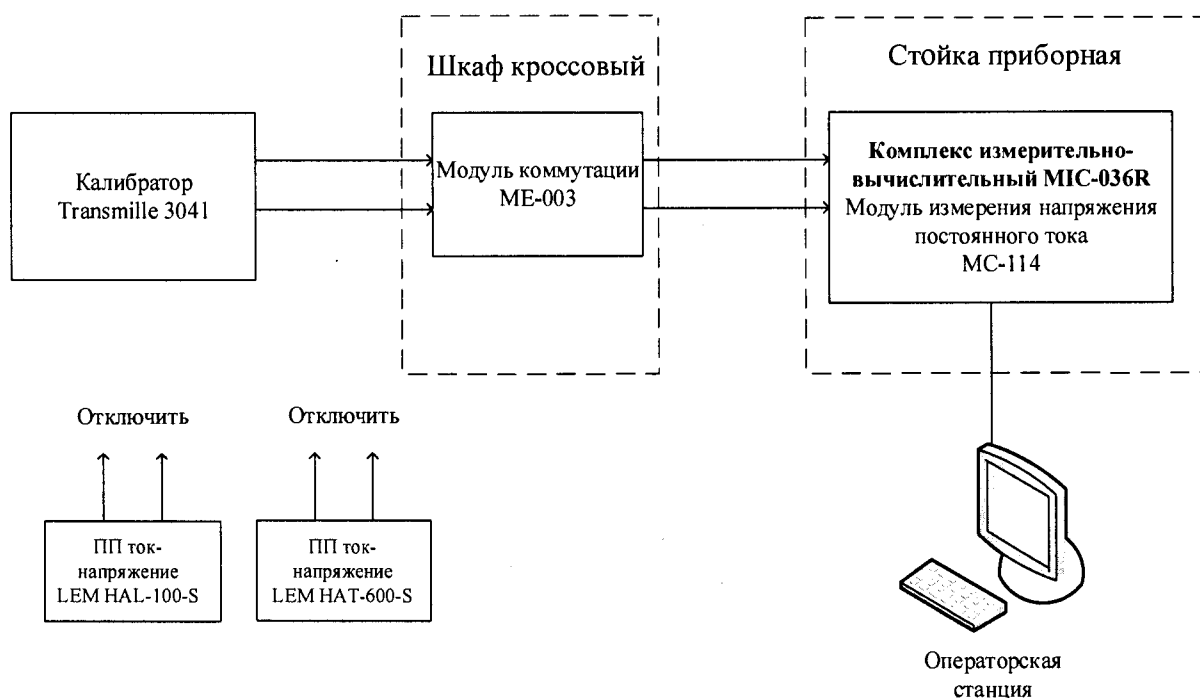 Шкаф кроссовый
Стойка приборная
Калибратор
Transmille 3041
Модуль коммутации
МЕ-003
Комплекс измерительно-
вычислительный MIC-036R
Модуль измерения напряжения
постоянного тока
МС-114
Отключить
Отключить
ПП ток-
напряжение
LEM HAL-100-S
ПП ток-
напряжение
LEM HAT-600-S
Операторская
станция